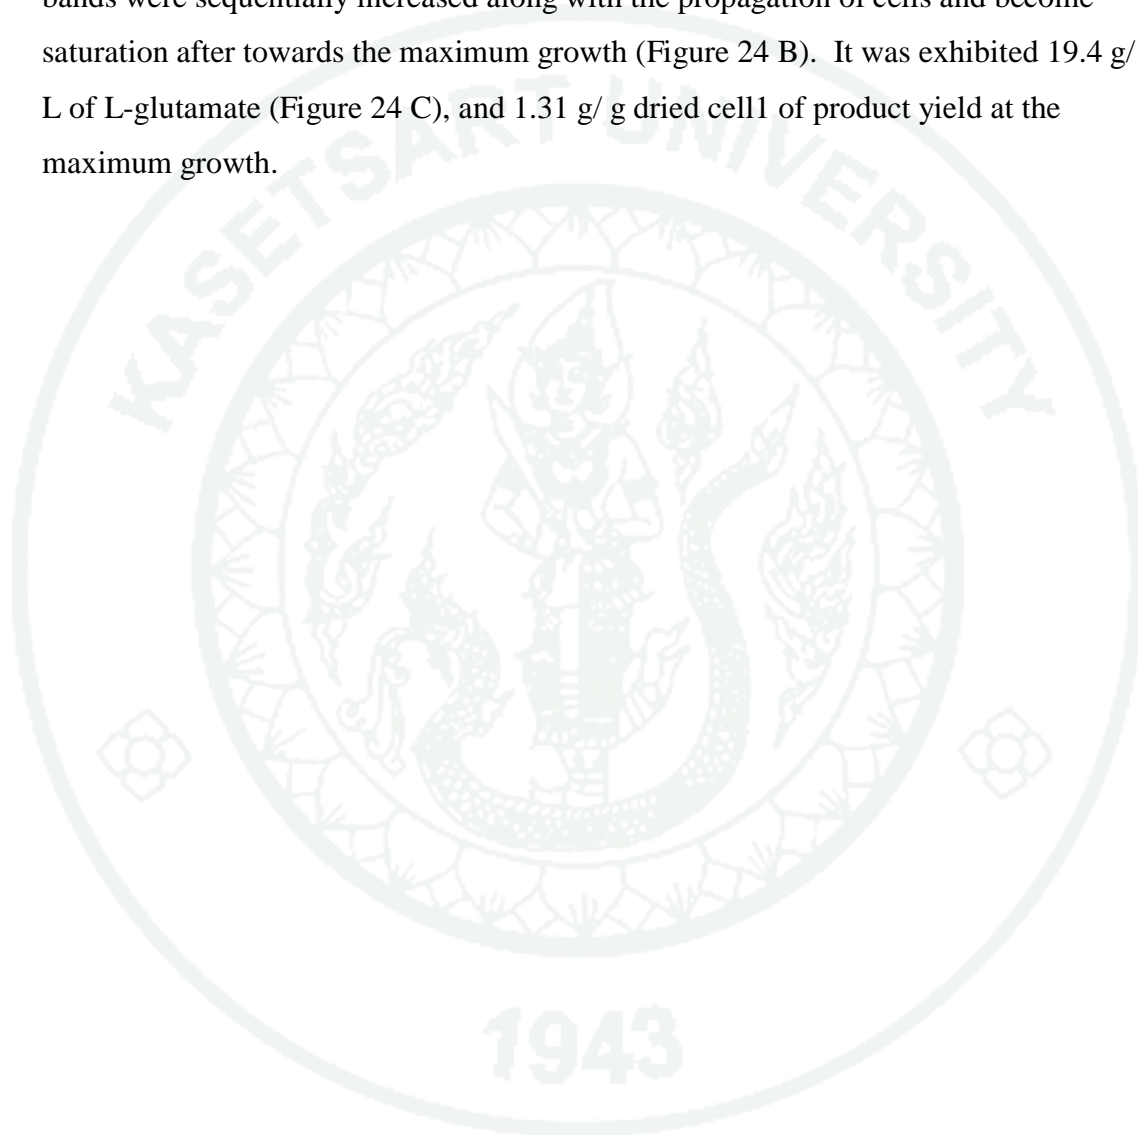 bands were sequentially increased along with the propagation of cells and become
saturation after towards the maximum growth (Figure 24 B).  It was exhibited 19.4 g/
L of L-glutamate (Figure 24 C), and 1.31 g/ g dried cell1 of product yield at the
maximum growth.
KASETSART UNIVERSITY
1943